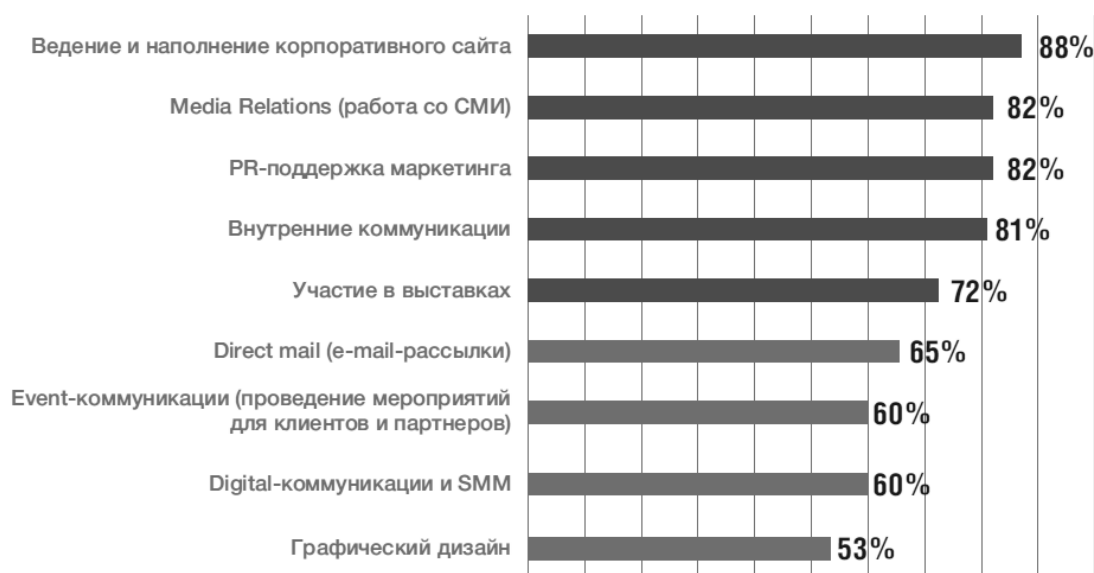 Ведение и наполнение корпоративного сайта 88%
Media Relations (работа со СМИ) 82%
PR-поддержка маркетинга 82%
Внутренние коммуникации 81%
Участие в выставках 72%
Direct mail (e-mail-рассылки) 65%
Event-коммуникации (проведение мероприятий
для клиентов и партнеров) 60%
Digital-коммуникации и SMM 60%
Графический дизайн 53%